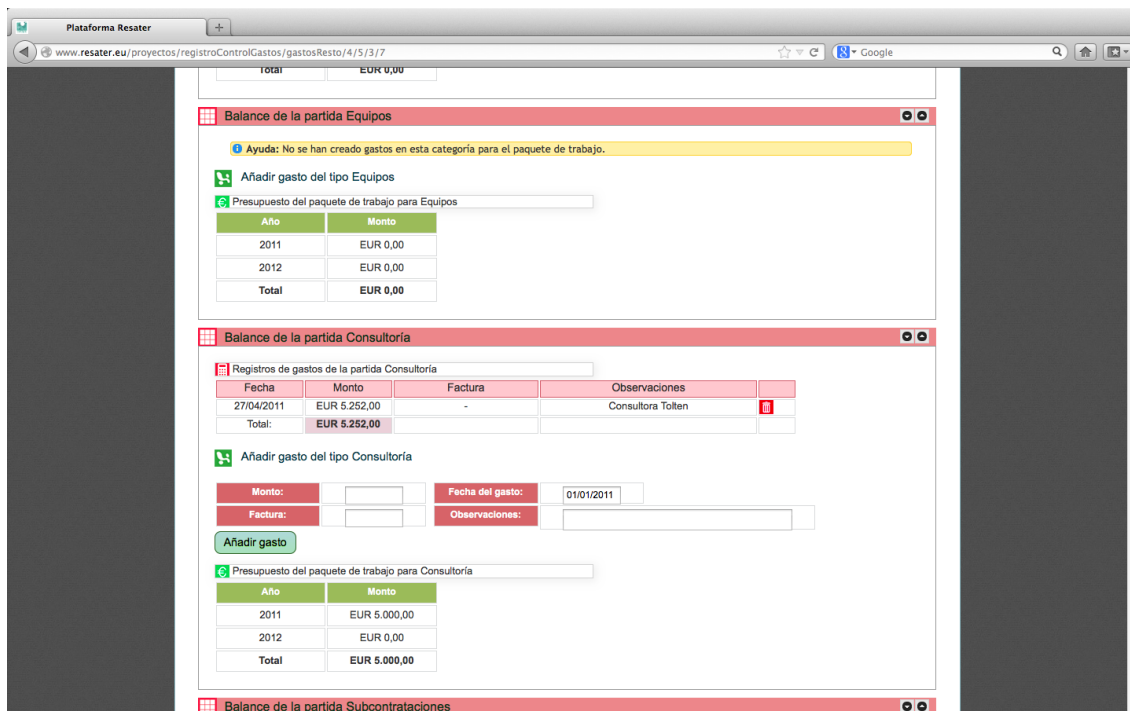 Plataforma Resater
www.resater.eu/proyectos/registroControlGastos/gastosResto/4/5/3/7
Google
Total EUR 0,00
Balance de la partida Equipos
Ayuda: No se han creado gastos en esta categoría para el paquete de trabajo.
Añadir gasto del tipo Equipos
Presupuesto del paquete de trabajo para Equipos
Año Monto
2011 EUR 0,00
2012 EUR 0,00
Total EUR 0,00
Balance de la partida Consultoría
Registros de gastos de la partida Consultoría
Fecha Monto Factura Observaciones
27/04/2011 EUR 5.252,00 - Consultora Tolten
Total: EUR 5.252,00
Añadir gasto del tipo Consultoría
Monto: Fecha del gasto: 01/01/2011
Factura: Observaciones:
Añadir gasto
Presupuesto del paquete de trabajo para Consultoría
Año Monto
2011 EUR 5.000,00
2012 EUR 0,00
Total EUR 5.000,00
Balance de la partida Subcontrataciones